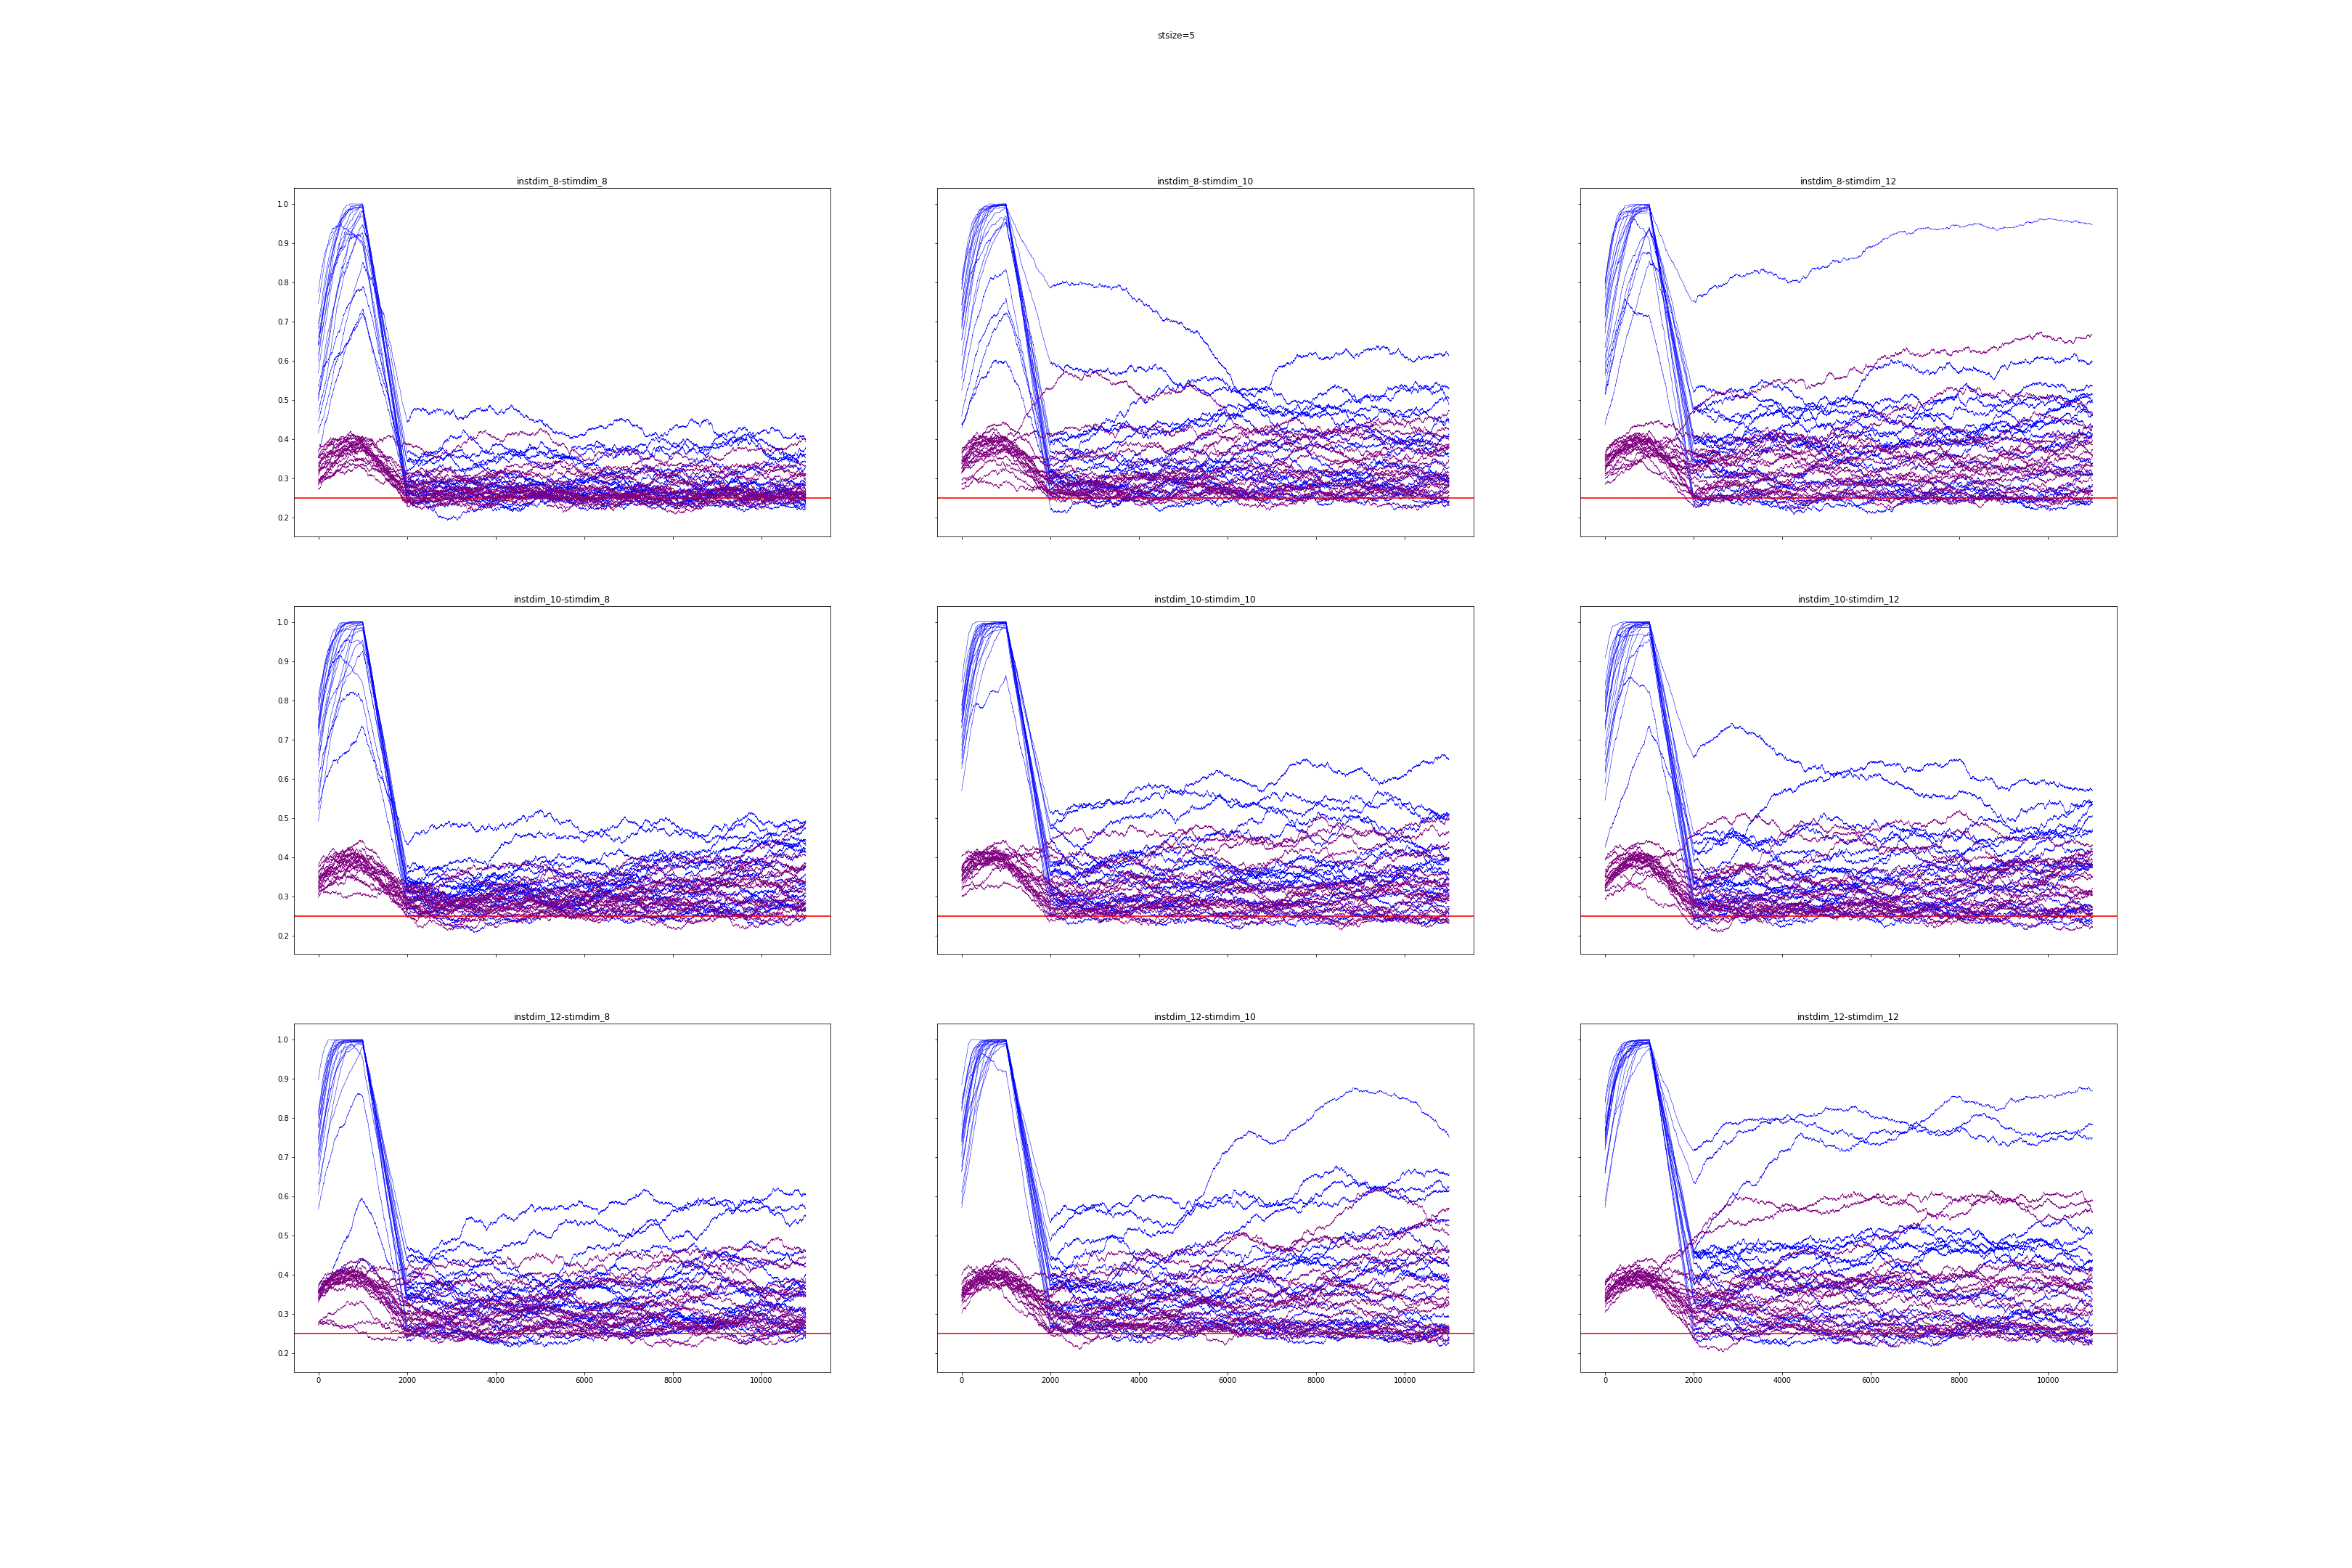 stsize=5
instdim_8-stimdim_8
instdim_8-stimdim_10
instdim_8-stimdim_12
1.0
0.9
0.8
0.7
0.6
0.5
0.4
0.3
0.2
instdim_10-stimdim_8
instdim_10-stimdim_10
instdim_10-stimdim_12
1.0
0.9
0.8
0.7
0.6
0.5
0.4
0.3
0.2
instdim_12-stimdim_8
instdim_12-stimdim_10
instdim_12-stimdim_12
1.0
0.9
0.8
0.7
0.6
0.5
0.4
0.3
0.2
0 2000 4000 6000 8000 10000
0 2000 4000 6000 8000 10000
0 2000 4000 6000 8000 10000